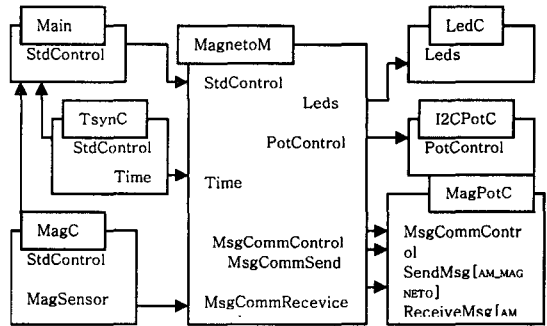 Main
StdControl
TsynC
StdControl
Time
MagC
StdControl
MagSensor
MagnetoM
StdControl
Leds
PotControl
Time
MsgCommControl
MsgCommSend
MsgCommRecevice
LedC
Leds
I2CPotC
PotControl
MagPotC
MsgCommContr
ol
SendMsg[AM_MAG
NETO]
ReceiveMsg[AM